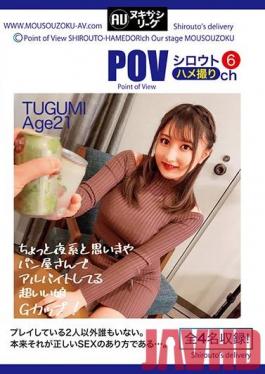 AV ヌキサシリーグ
www.MOUSOUZOKU-AV.com
Shirouto's delivery
© Point of View SHIROUTO-HAMEDORIch Our stage MOUSOUZOKU
POV
Point of View
シロウト 6
ハメ撮り ch
TUGUMI
Age21
ちょっと夜系と思いきや
パン屋さんで
アルバイトしてる
超いい娘
Gカップ!
プレイしている2人以外誰もいない。
本来それが正しいSEXのあり方である…。
全4名収録!
Shirouto's delivery